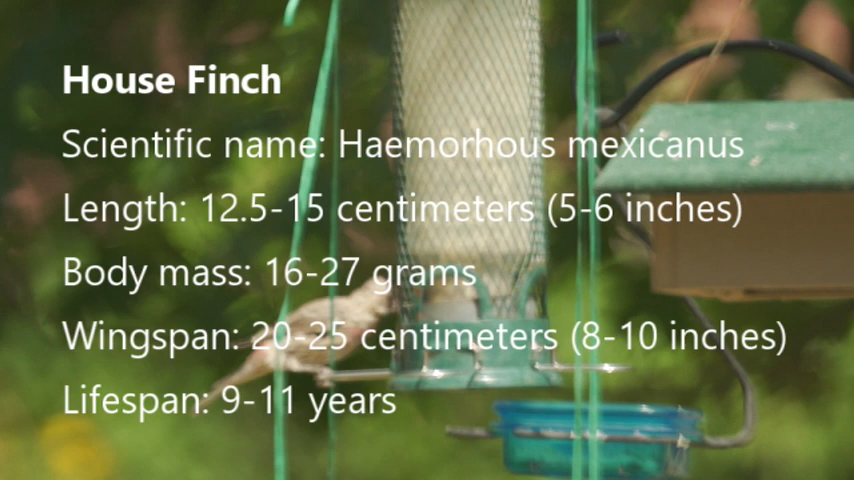 House Finch
Scientific name: Haemorhous mexicanus
Length: 12.5-15 centimeters (5-6 inches)
Body mass: 16-27 grams
Wingspan: 20-25 centimeters (8-10 inches)
Lifespan: 9-11 years